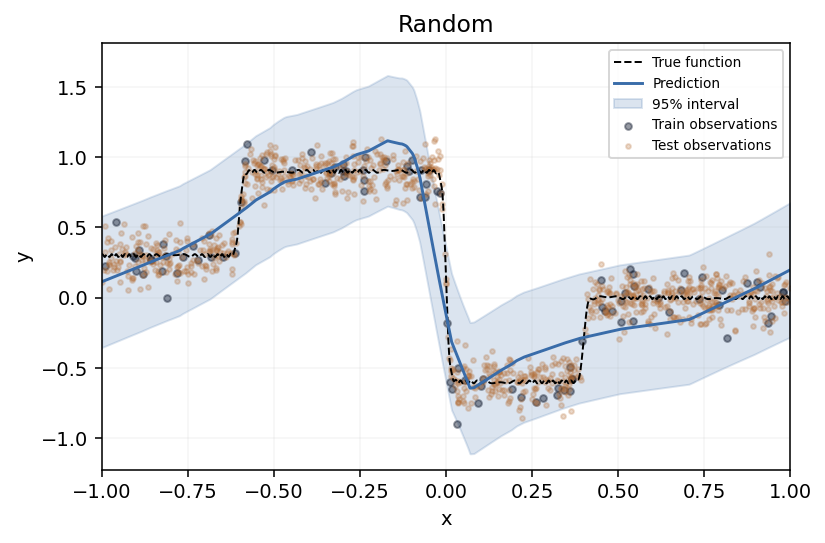 Random
1.5
1.0
0.5
0.0
−0.5
−1.0
y
−1.00 −0.75 −0.50 −0.25 0.00 0.25 0.50 0.75 1.00
x
True function
Prediction
95% interval
Train observations
Test observations